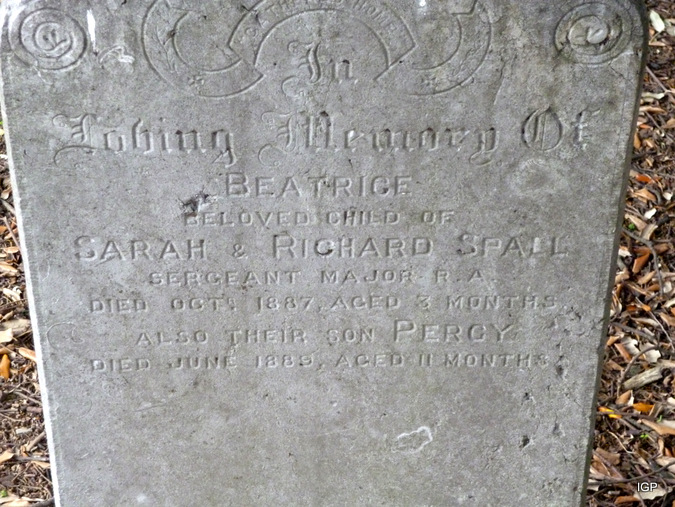 In
Loving Memory Of
BEATRICE
BELOVED CHILD OF
SARAH & RICHARD SPALL
SERGEANT MAJOR R.A.
DIED OCT. 1887, AGED 3 MONTHS
ALSO THEIR SON PERCY
DIED JUNE 1889, AGED 11 MONTHS.
IGP